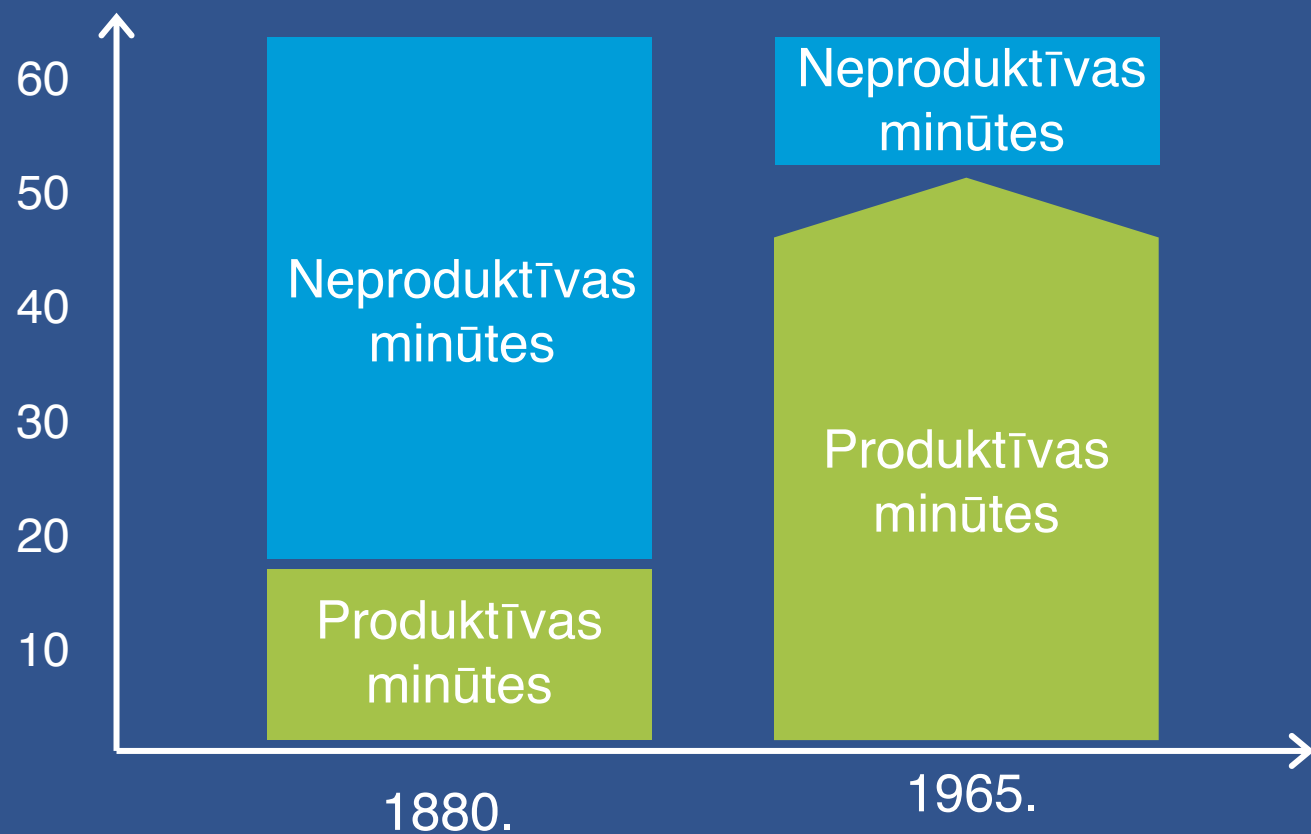 60
50
40
30
20
10
Neproduktīvas
minūtes
Produktīvas
minūtes
Neproduktīvas
minūtes
Produktīvas
minūtes
1880.
1965.